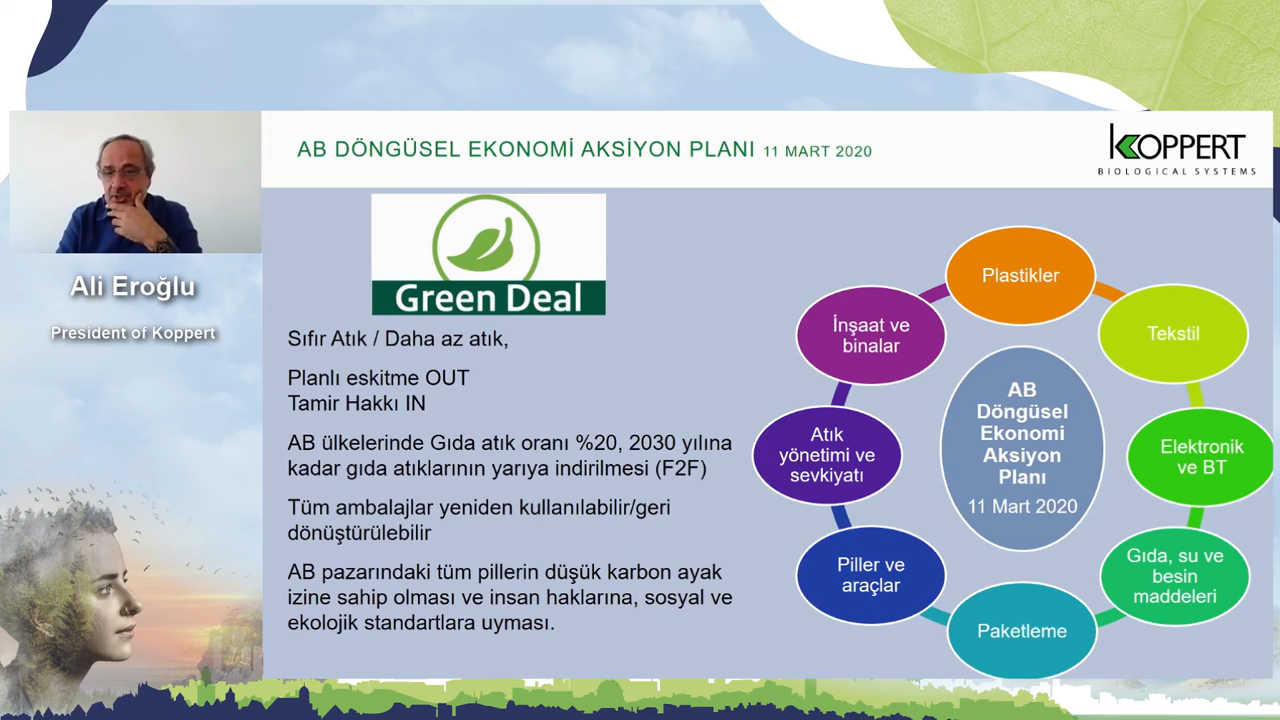 AB DÖNGÜSEL EKONOMİ AKSİYON PLANI 11 MART 2020
KOPPERT
BIOLOGICAL SYSTEMS
Ali Eroğlu
President of Koppert
Green Deal
Sıfır Atık / Daha az atık,
Planlı eskitme OUT
Tamir Hakkı IN
AB ülkelerinde Gıda atık oranı %20, 2030 yılına
kadar gıda atıklarının yarıya indirilmesi (F2F)
Tüm ambalajlar yeniden kullanılabilir/geri
dönüştürülebilir
AB pazarındaki tüm pillerin düşük karbon ayak
izine sahip olması ve insan haklarına, sosyal ve
ekolojik standartlara uyması.
Plastikler
Tekstil
Elektronik
ve BT
Gıda, su ve
besin
maddeleri
Paketleme
Piller ve
araçlar
Atık
yönetimi ve
sevkiyatı
İnşaat ve
binalar
AB
Döngüsel
Ekonomi
Aksiyon
Planı
11 Mart 2020